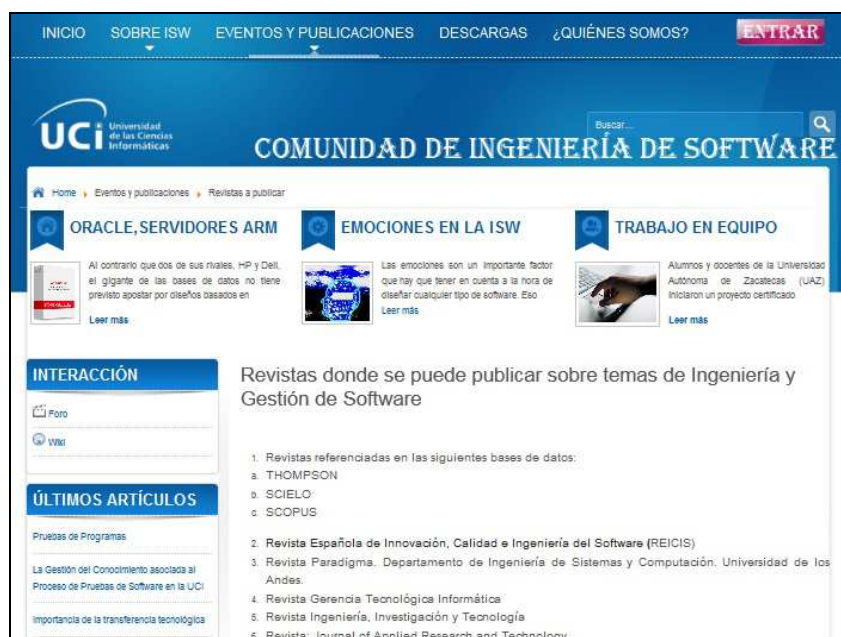 INICIO SOBRE ISW EVENTOS Y PUBLICACIONES DESCARGAS ¿QUIÉNES SOMOS? ENTRAR
UCi Universidad
de las Ciencias
Informáticas
Buscar...
COMUNIDAD DE INGENIERÍA DE SOFTWARE
Home Eventos y publicaciones Revistas a publicar
ORACLE, SERVIDORES ARM
Al contrario que dos de sus rivales, HP y Dell,
el gigante de las bases de datos no tiene
previsto apostar por diseños basados en
Leer más
EMOCIONES EN LA ISW
Las emociones son un importante factor
que hay que tener en cuenta a la hora de
diseñar cualquier tipo de software. Eso
Leer más
TRABAJO EN EQUIPO
Alumnos y docentes de la Universidad
Autónoma de Zacatecas (UAZ)
iniciaron un proyecto certificado
Leer más
INTERACCIÓN
Foro
Wiki
ÚLTIMOS ARTÍCULOS
Pruebas de Programas
La Gestión del Conocimiento asociada al
Proceso de Pruebas de Software en la UCI
Importancia de la transferencia tecnológica
Revistas donde se puede publicar sobre temas de Ingeniería y
Gestión de Software
1. Revistas referenciadas en las siguientes bases de datos:
a. THOMPSON
b. SCIELO
c. SCOPUS
2. Revista Española de Innovación, Calidad e Ingeniería del Software (REICIS)
3. Revista Paradigma. Departamento de Ingeniería de Sistemas y Computación. Universidad de los
Andes.
4. Revista Gerencia Tecnológica Informática
5. Revista Ingeniería, Investigación y Tecnología
6. Revista: Journal of Applied Research and Technology